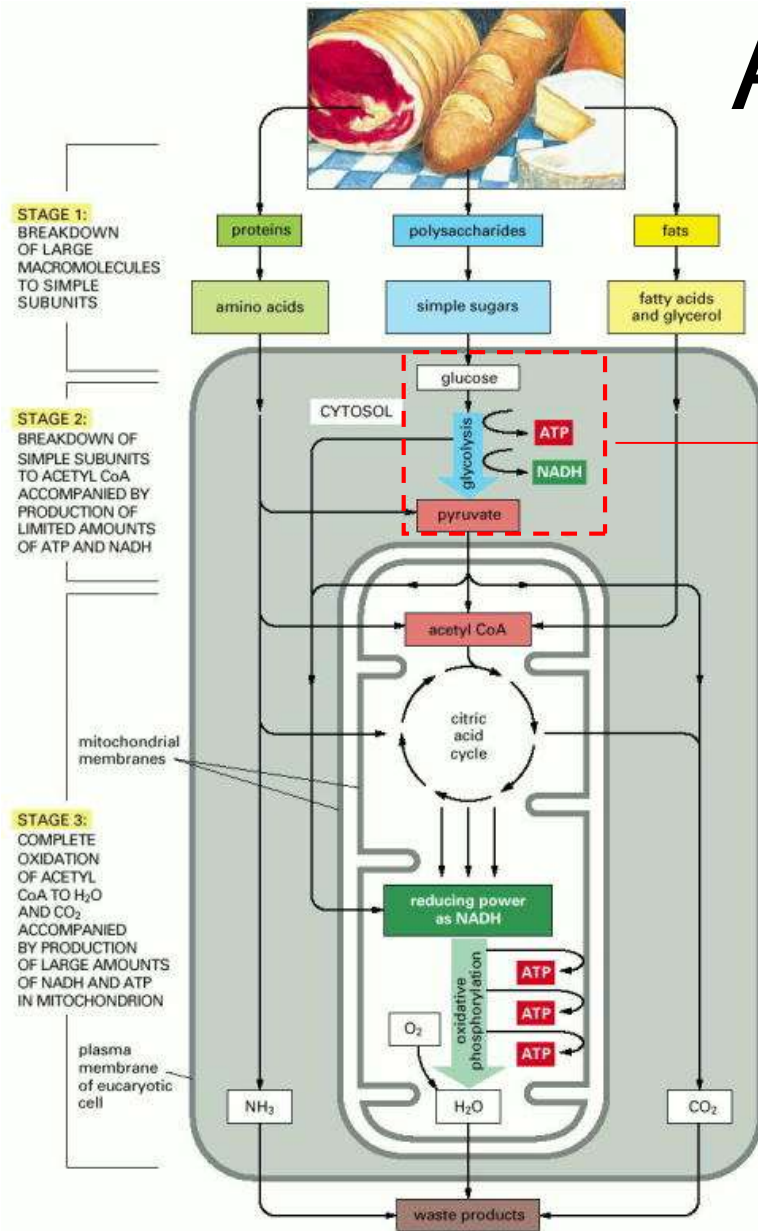 A
STAGE 1:
BREAKDOWN
OF LARGE
MACROMOLECULES
TO SIMPLE
SUBUNITS
proteins
polysaccharides
fats
amino acids
simple sugars
fatty acids
and glycerol
glucose
CYTOSOL
glycolysis
ATP
NADH
pyruvate
STAGE 2:
BREAKDOWN OF
SIMPLE SUBUNITS
TO ACETYL CoA
ACCOMPANIED BY
PRODUCTION OF
LIMITED AMOUNTS
OF ATP AND NADH
acetyl CoA
citric
acid
cycle
mitochondrial
membranes
STAGE 3:
COMPLETE
OXIDATION
OF ACETYL
CoA TO H₂O
AND CO₂
ACCOMPANIED
BY PRODUCTION
OF LARGE AMOUNTS
OF NADH AND ATP
IN MITOCHONDRION
reducing power
as NADH
oxidative
phosphorylation
ATP
ATP
ATP
O₂
plasma
membrane
of eucaryotic
cell
NH₃
H₂O
CO₂
waste products